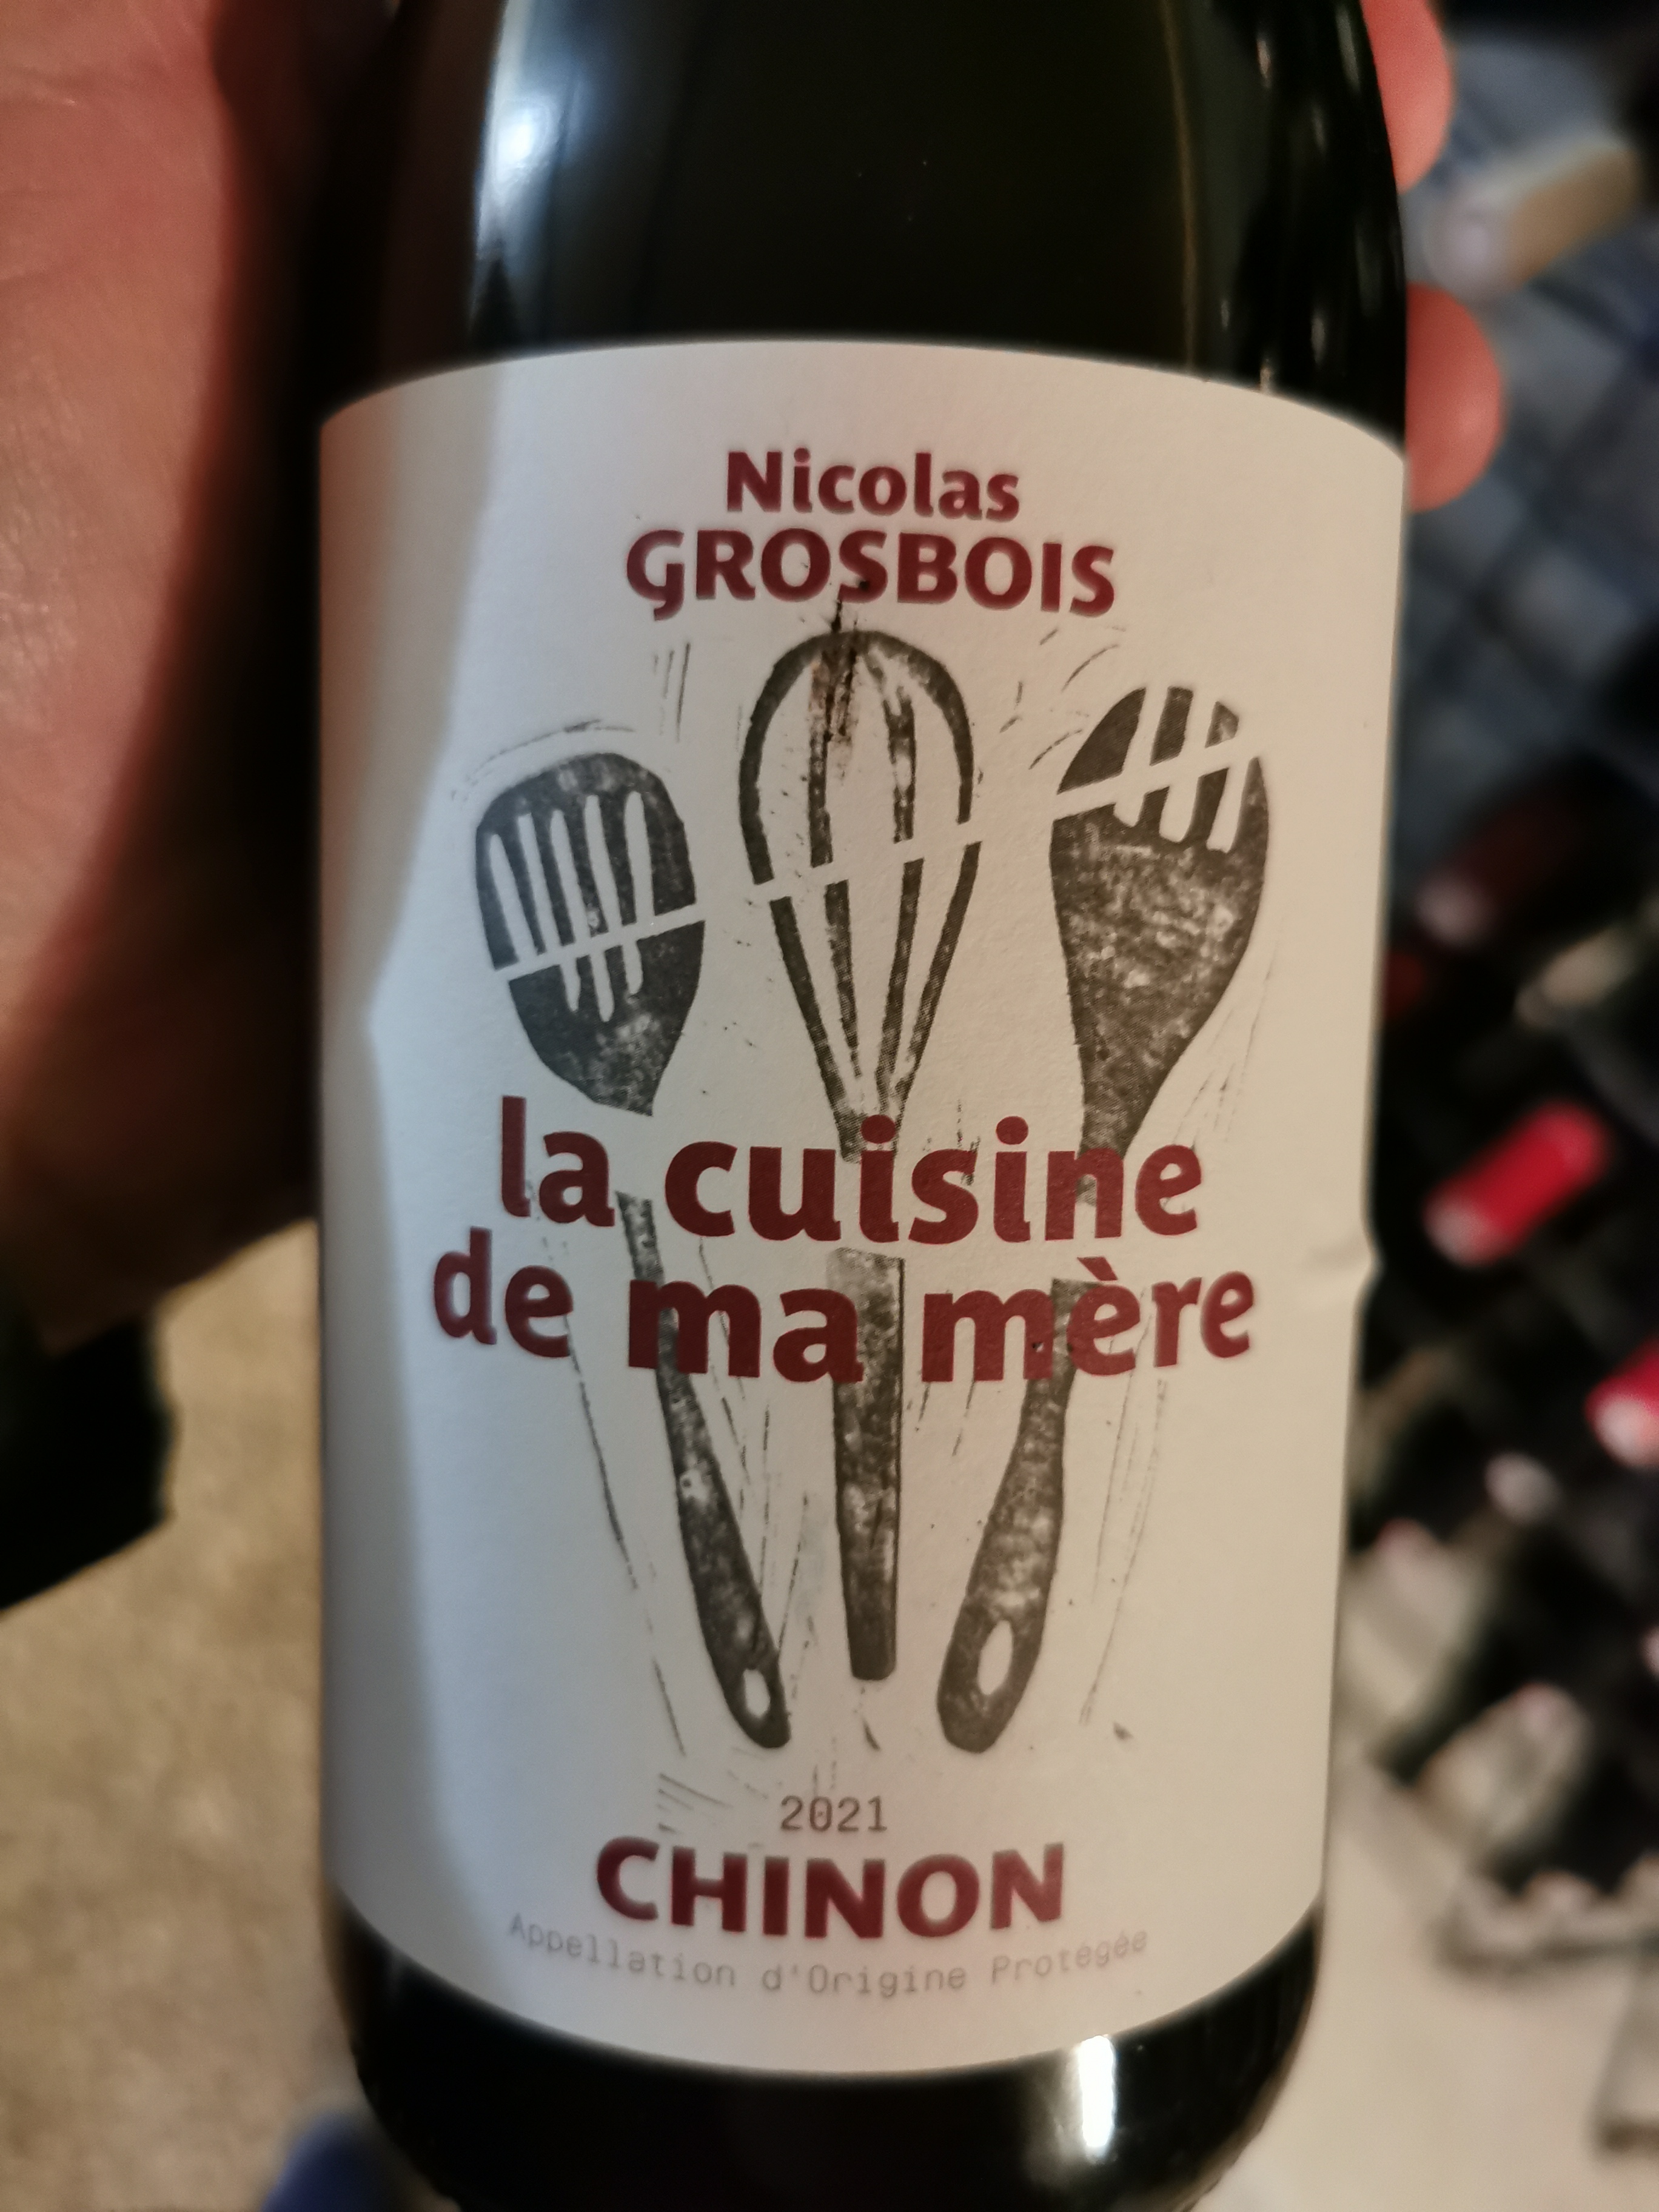 Nicolas
GROSBOIS
la cuisine
de ma mère
2021
CHINON
Appellation d'Origine Protégée